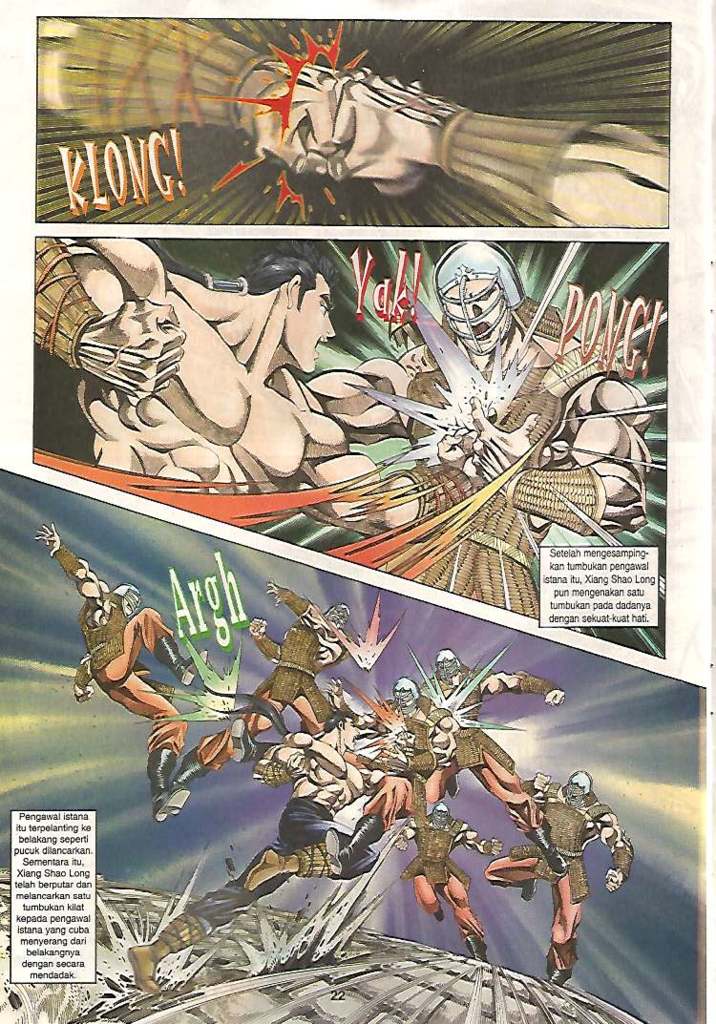 KLONG!
Yak!
PONG!
Setelah mengesamping-
kan tumbukan pengawal
istana itu, Xiang Shao Long
pun mengenakan satu
tumbukan pada dadanya
dengan sekuat-kuat hati.
Argh
Pengawal istana
itu terpelanting ke
belakang seperti
pucuk dilancarkan.
Sementara itu,
Xiang Shao Long
telah berputar dan
melancarkan satu
tumbukan kilat
kepada pengawal
istana yang cuba
menyerang dari
belakangnya
dengan secara
mendadak.
22